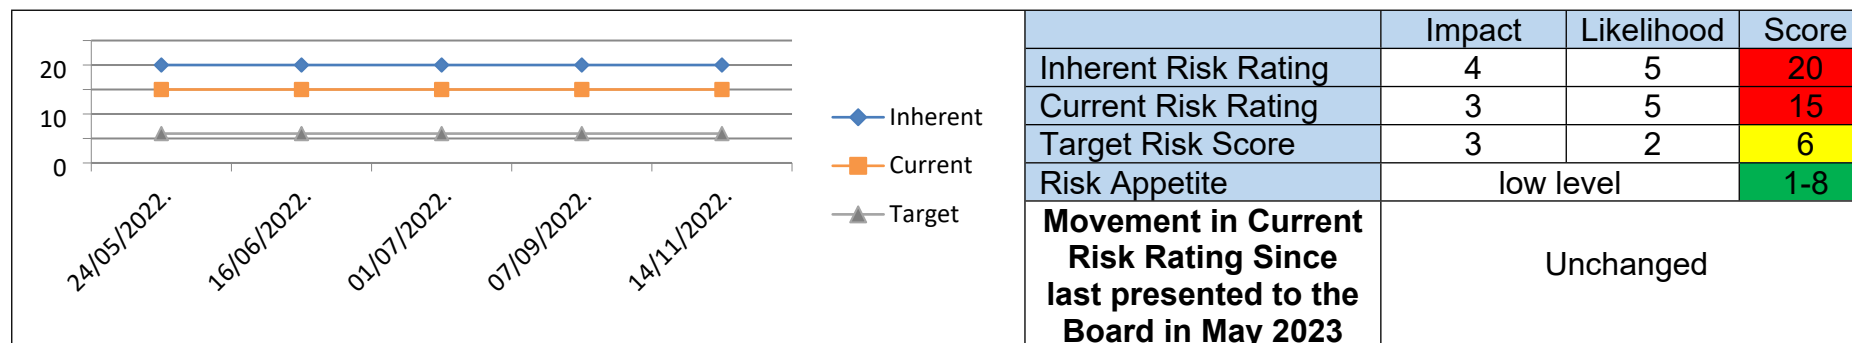 20
10
0
24/05/2022.
16/06/2022.
01/07/2022.
07/09/2022.
14/11/2022.
Inherent
Current
Target
Impact Likelihood Score
Inherent Risk Rating 4 5 20
Current Risk Rating 3 5 15
Target Risk Score 3 2 6
Risk Appetite low level 1-8
Movement in Current
Risk Rating Since
last presented to the
Board in May 2023
Unchanged